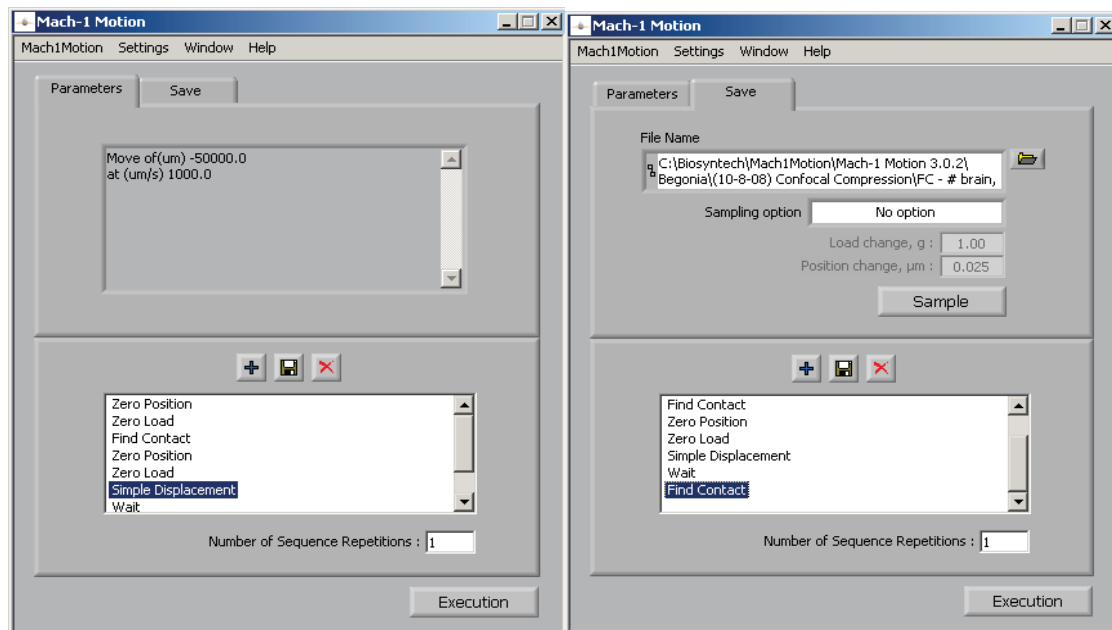 Mach-1 Motion
Mach1Motion Settings Window Help
Parameters Save
Move of(um) -50000.0
at (um/s) 1000.0
Zero Position
Zero Load
Find Contact
Zero Position
Zero Load
Simple Displacement
Wait
Number of Sequence Repetitions : 1
Execution
Mach-1 Motion
Mach1Motion Settings Window Help
Parameters Save
File Name
C:\Biosyntech\Mach1Motion\Mach-1 Motion 3.0.2\
Begonia\(10-8-08) Confocal Compression\FC - # brain,
Sampling option No option
Load change, g : 1.00
Position change, µm : 0.025
Sample
Find Contact
Zero Position
Zero Load
Simple Displacement
Wait
Find Contact
Number of Sequence Repetitions : 1
Execution